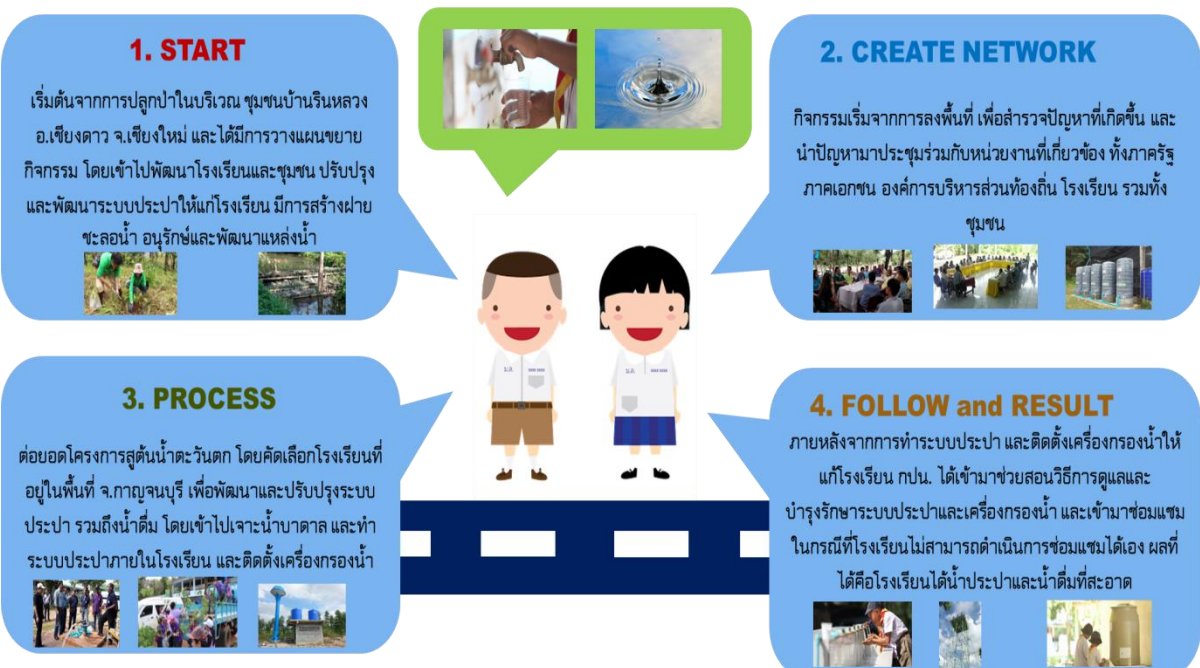 1. START
เริ่มต้นจากการปลูกป่าในบริเวณ ชุมชนบ้านรินหลวง
อ.เชียงดาว จ.เชียงใหม่ และได้มีการวางแผนขยาย
กิจกรรม โดยเข้าไปพัฒนาโรงเรียนและชุมชน ปรับปรุง
และพัฒนาระบบประปาให้แก่โรงเรียน มีการสร้างฝาย
ชะลอน้ำ อนุรักษ์และพัฒนาแหล่งน้ำ
2. CREATE NETWORK
กิจกรรมเริ่มจากการลงพื้นที่ เพื่อสำรวจปัญหาที่เกิดขึ้น และ
นำปัญหามาประชุมร่วมกับหน่วยงานที่เกี่ยวข้อง ทั้งภาครัฐ
ภาคเอกชน องค์การบริหารส่วนท้องถิ่น โรงเรียน รวมทั้ง
ชุมชน
3. PROCESS
ต่อยอดโครงการสู่ต้นน้ำตะวันตก โดยคัดเลือกโรงเรียนที่
อยู่ในพื้นที่ จ.กาญจนบุรี เพื่อพัฒนาและปรับปรุงระบบ
ประปา รวมถึงน้ำดื่ม โดยเข้าไปเจาะน้ำบาดาล และทำ
ระบบประปาภายในโรงเรียน และติดตั้งเครื่องกรองน้ำ
4. FOLLOW and RESULT
ภายหลังจากการทำระบบประปา และติดตั้งเครื่องกรองน้ำให้
แก่โรงเรียน กปน. ได้เข้ามาช่วยสอนวิธีการดูแลและ
บำรุงรักษาระบบประปาและเครื่องกรองน้ำ และเข้ามาซ่อมแซม
ในกรณีที่โรงเรียนไม่สามารถดำเนินการซ่อมแซมได้เอง ผลที่
ได้คือโรงเรียนได้น้ำประปาและน้ำดื่มที่สะอาด